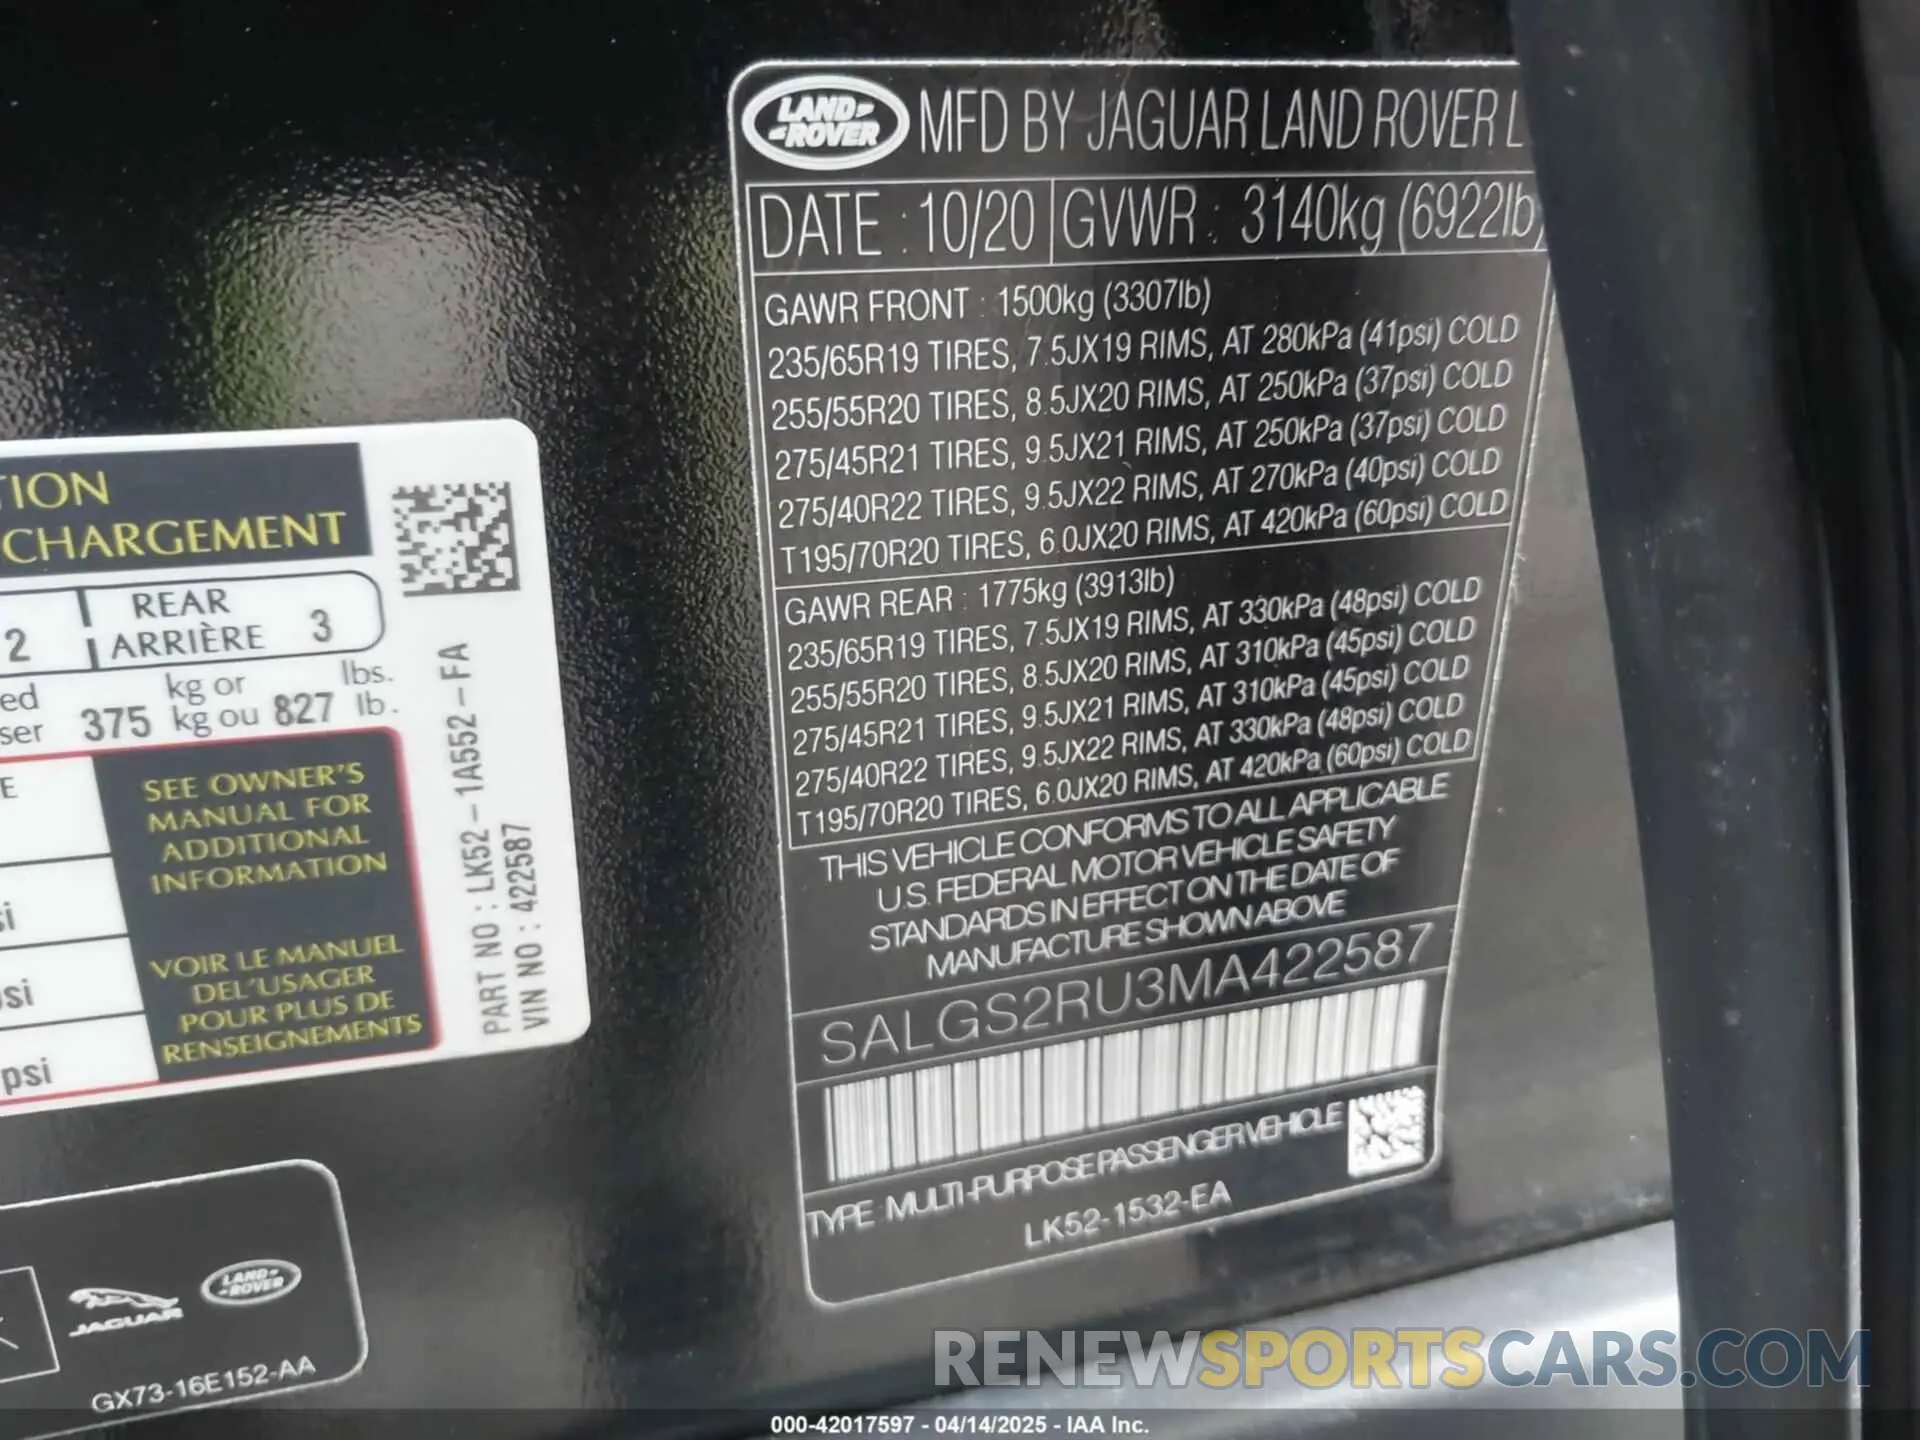 TION
CHARGEMENT
2
REAR
ARRIÈRE 3
ed
kg or lbs.
ser 375 kg ou 827 lb.
E
SEE OWNER'S
MANUAL FOR
ADDITIONAL
INFORMATION
VOIR LE MANUEL
DEL'USAGER
POUR PLUS DE
RENSEIGNEMENTS
si
psi
PART NO : LK52-1A552-FA
VIN NO : 422587
JAGUAR
LAND-
-ROVER
GX73-16E152-AA
LAND-
-ROVER
MFD BY JAGUAR LAND ROVER L
DATE : 10/20 GVWR : 3140kg (6922lb)
GAWR FRONT : 1500kg (3307lb)
235/65R19 TIRES, 7.5JX19 RIMS, AT 280kPa (41psi) COLD
255/55R20 TIRES, 8.5JX20 RIMS, AT 250kPa (37psi) COLD
275/45R21 TIRES, 9.5JX21 RIMS, AT 250kPa (37psi) COLD
275/40R22 TIRES, 9.5JX22 RIMS, AT 270kPa (40psi) COLD
T195/70R20 TIRES, 6.0JX20 RIMS, AT 420kPa (60psi) COLD
GAWR REAR : 1775kg (3913lb)
235/65R19 TIRES, 7.5JX19 RIMS, AT 330kPa (48psi) COLD
255/55R20 TIRES, 8.5JX20 RIMS, AT 310kPa (45psi) COLD
275/45R21 TIRES, 9.5JX21 RIMS, AT 310kPa (45psi) COLD
275/40R22 TIRES, 9.5JX22 RIMS, AT 330kPa (48psi) COLD
T195/70R20 TIRES, 6.0JX20 RIMS, AT 420kPa (60psi) COLD
THIS VEHICLE CONFORMS TO ALL APPLICABLE
U.S. FEDERAL MOTOR VEHICLE SAFETY
STANDARDS IN EFFECT ON THE DATE OF
MANUFACTURE SHOWN ABOVE
SALGS2RU3MA422587
TYPE: MULTI-PURPOSE PASSENGER VEHICLE
LK52-1532-EA
RENEWSPORTSCARS.COM
000-42017597 - 04/14/2025 - IAA Inc.